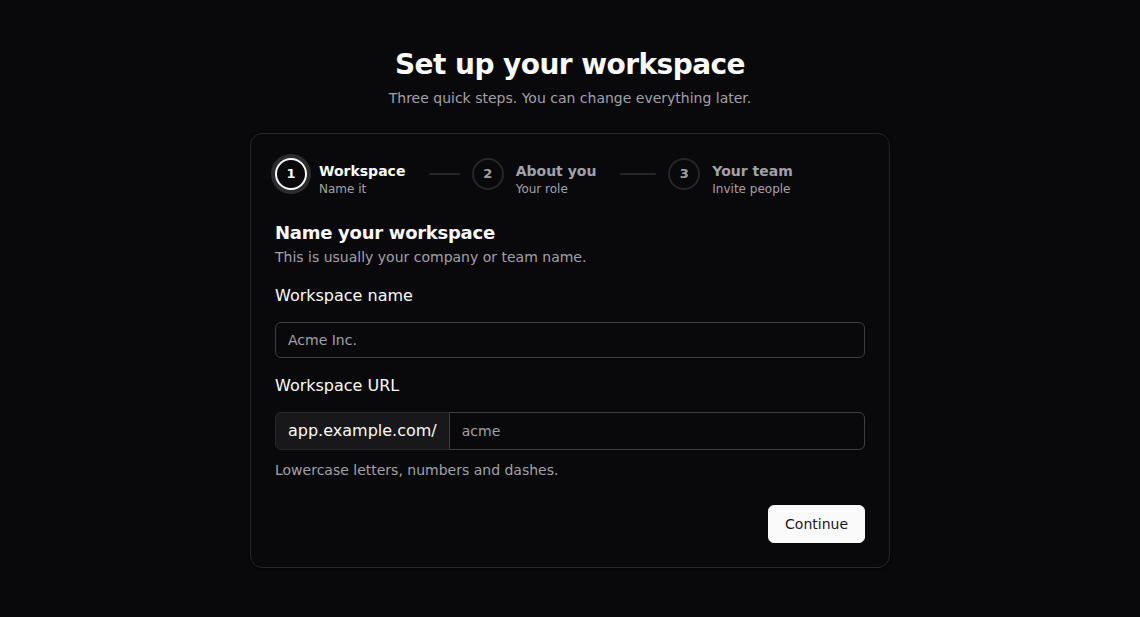 Set up your workspace
Three quick steps. You can change everything later.
1 Workspace 2 About you 3 Your team
Name it Your role Invite people
Name your workspace
This is usually your company or team name.
Workspace name
Acme Inc.
Workspace URL
app.example.com/ acme
Lowercase letters, numbers and dashes.
Continue